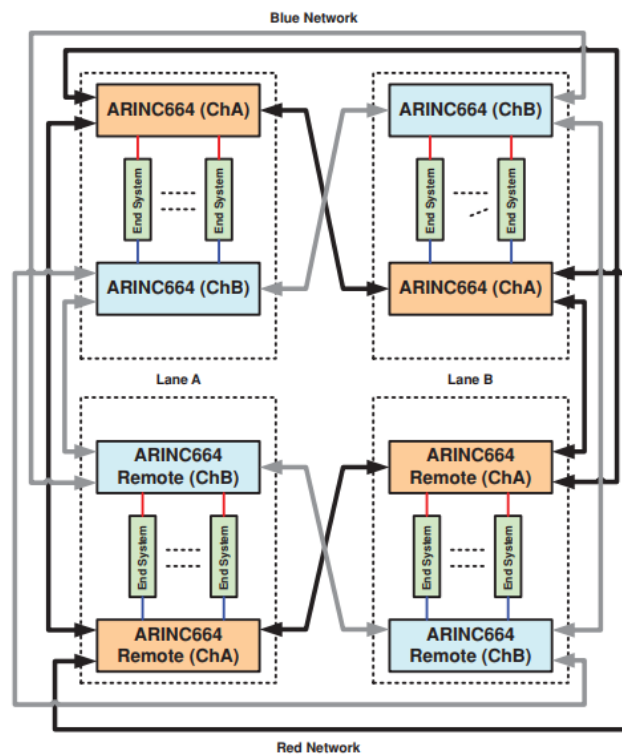 Blue Network
ARINC664 (ChA)
ARINC664 (ChB)
End System
End System
End System
End System
ARINC664 (ChB)
ARINC664 (ChA)
Lane A
Lane B
ARINC664
Remote (ChB)
ARINC664
Remote (ChA)
End System
End System
End System
End System
ARINC664
Remote (ChA)
ARINC664
Remote (ChB)
Red Network